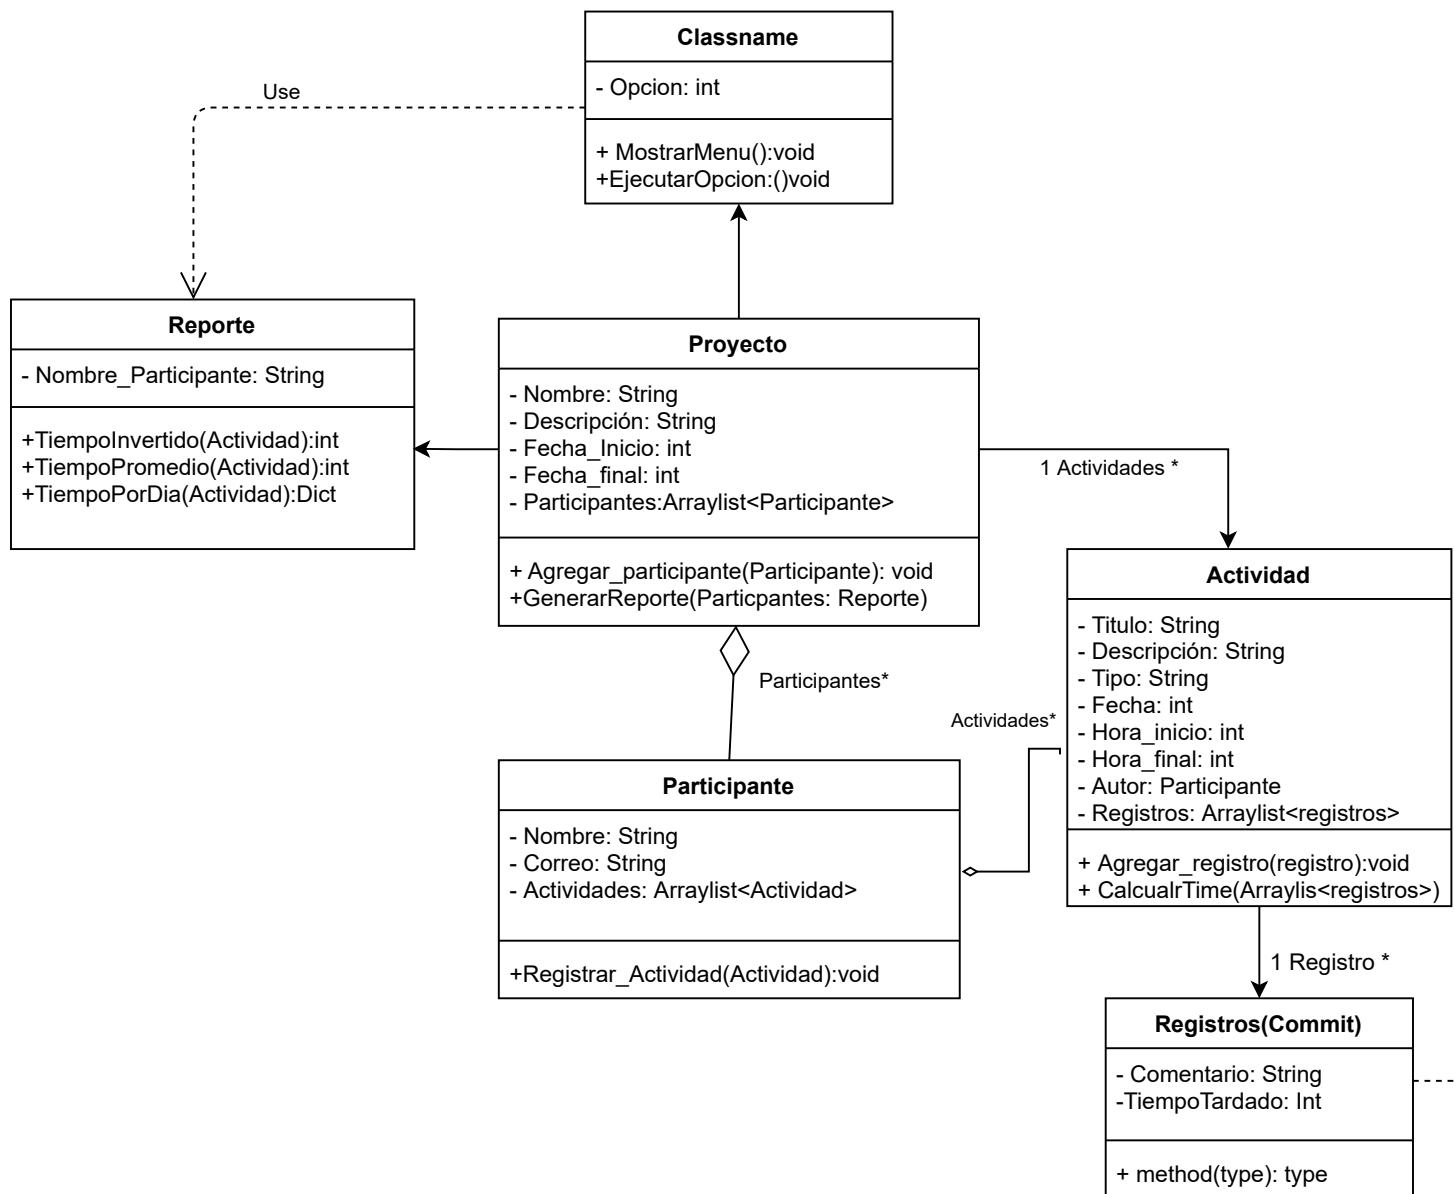 Classname
- Opcion: int
+ MostrarMenu():void
+EjecutarOpcion:()void
Use
Reporte
- Nombre_Participante: String
+TiempoInvertido(Actividad):int
+TiempoPromedio(Actividad):int
+TiempoPorDia(Actividad):Dict
Proyecto
- Nombre: String
- Descripción: String
- Fecha_Inicio: int
- Fecha_final: int
- Participantes:Arraylist<Participante>
+ Agregar_participante(Participante): void
+GenerarReporte(Particpantes: Reporte)
1 Actividades *
Actividad
- Titulo: String
- Descripción: String
- Tipo: String
- Fecha: int
- Hora_inicio: int
- Hora_final: int
- Autor: Participante
- Registros: Arraylist<registros>
+ Agregar_registro(registro):void
+ CalcualrTime(Arraylis<registros>)
Participantes*
Actividades*
Participante
- Nombre: String
- Correo: String
- Actividades: Arraylist<Actividad>
+Registrar_Actividad(Actividad):void
1 Registro *
Registros(Commit)
- Comentario: String
-TiempoTardado: Int
+ method(type): type